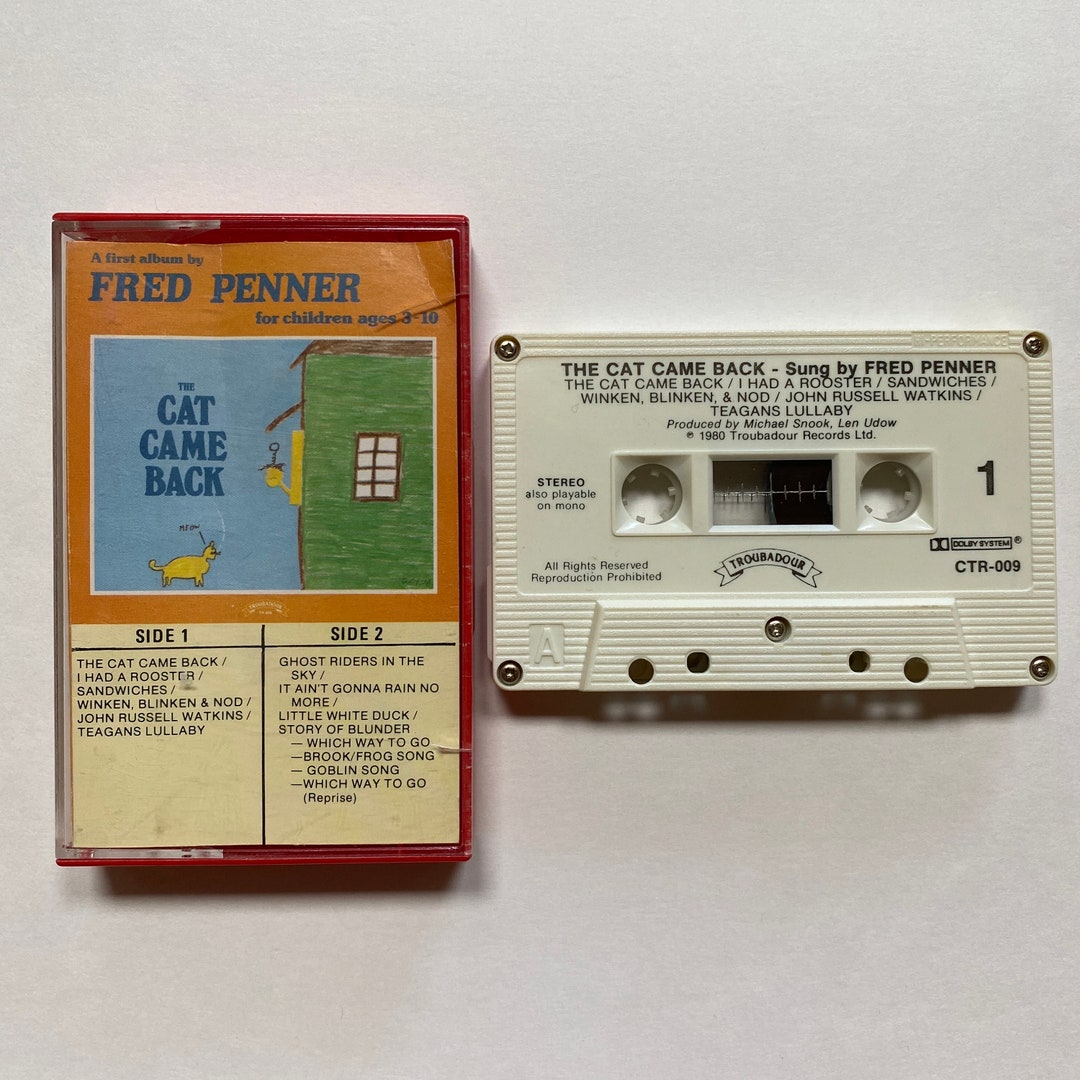 A first album by
FRED PENNER
for children ages 3-10
THE
CAT
CAME
BACK
MEOW
TROUBADOUR
SIDE 1
THE CAT CAME BACK /
I HAD A ROOSTER /
SANDWICHES /
WINKEN, BLINKEN & NOD /
JOHN RUSSELL WATKINS /
TEAGANS LULLABY
SIDE 2
GHOST RIDERS IN THE
SKY /
IT AIN'T GONNA RAIN NO
MORE /
LITTLE WHITE DUCK /
STORY OF BLUNDER
— WHICH WAY TO GO
—BROOK/FROG SONG
— GOBLIN SONG
—WHICH WAY TO GO
(Reprise)
HI-PERFORMANCE
THE CAT CAME BACK - Sung by FRED PENNER
THE CAT CAME BACK / I HAD A ROOSTER / SANDWICHES /
WINKEN, BLINKEN, & NOD / JOHN RUSSELL WATKINS /
TEAGANS LULLABY
Produced by Michael Snook, Len Udow
℗ 1980 Troubadour Records Ltd.
STEREO
also playable
on mono
1
DOLBY SYSTEM ®
CTR-009
TROUBADOUR
All Rights Reserved
Reproduction Prohibited
A